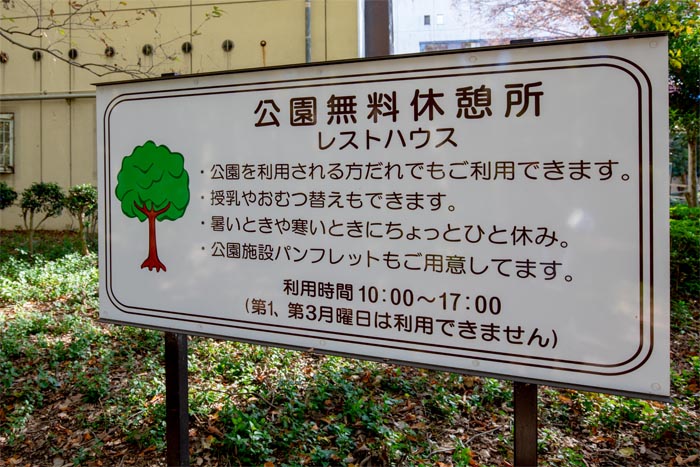 公園無料休憩所
レストハウス
・公園を利用される方だれでもご利用できます。
・授乳やおむつ替えもできます。
・暑いときや寒いときにちょっとひと休み。
・公園施設パンフレットもご用意してます。
利用時間 10:00～17:00
(第1、第3月曜日は利用できません)